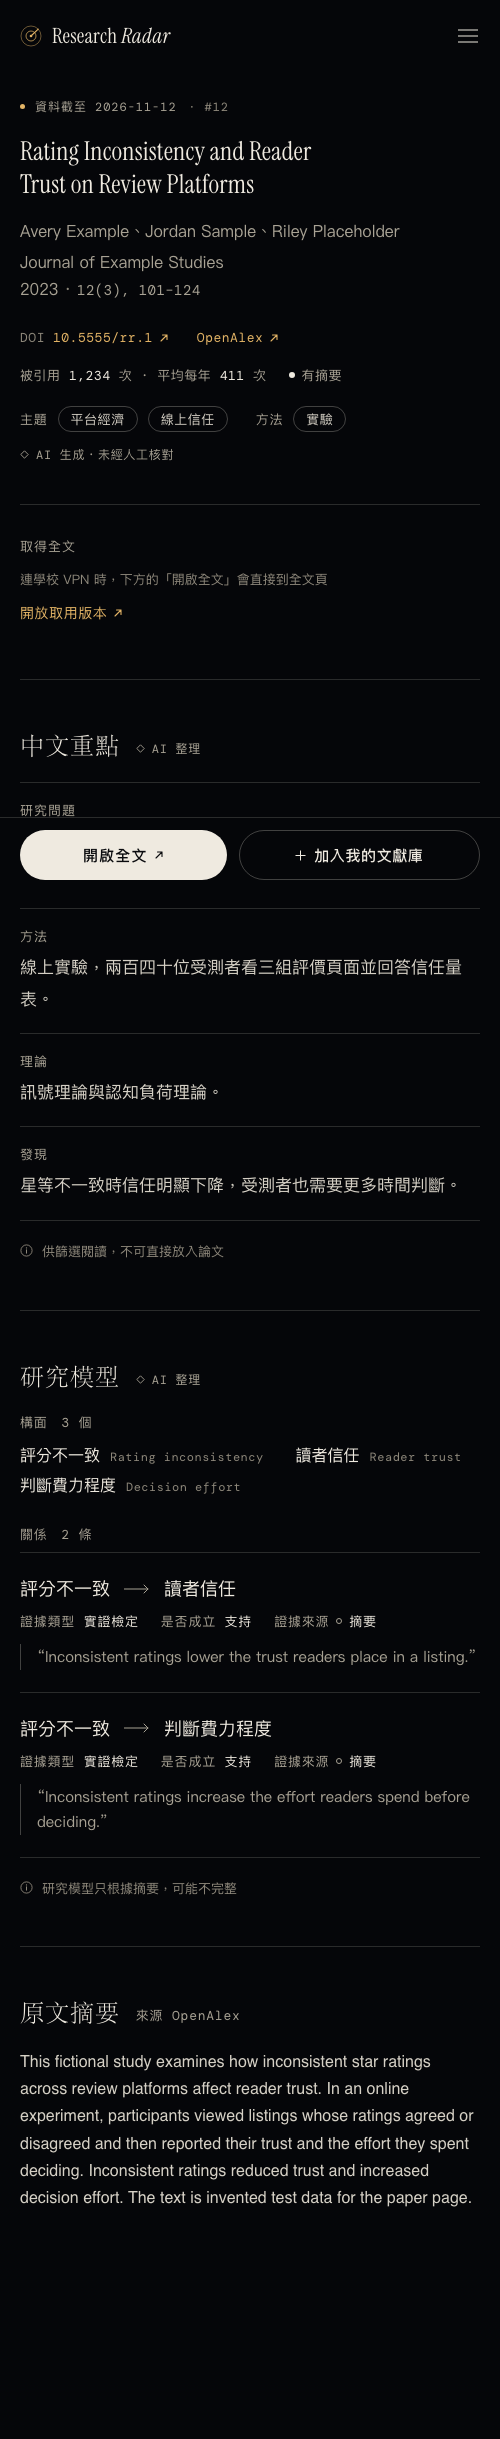 Research Radar
資料截至 2026-11-12 · #12
Rating Inconsistency and Reader
Trust on Review Platforms
Avery Example、Jordan Sample、Riley Placeholder
Journal of Example Studies
2023 · 12(3), 101–124
DOI 10.5555/rr.1 ↗ OpenAlex ↗
被引用 1,234 次 · 平均每年 411 次 ● 有摘要
主題 平台經濟 線上信任 方法 實驗
◇ AI 生成・未經人工核對
取得全文
連學校 VPN 時，下方的「開啟全文」會直接到全文頁
開放取用版本 ↗
中文重點 ◇ AI 整理
研究問題
開啟全文 ↗ ＋ 加入我的文獻庫
方法
線上實驗，兩百四十位受測者看三組評價頁面並回答信任量
表。
理論
訊號理論與認知負荷理論。
發現
星等不一致時信任明顯下降，受測者也需要更多時間判斷。
ⓘ 供篩選閱讀，不可直接放入論文
研究模型 ◇ AI 整理
構面 3 個
評分不一致 Rating inconsistency 讀者信任 Reader trust
判斷費力程度 Decision effort
關係 2 條
評分不一致 ⟶ 讀者信任
證據類型 實證檢定 是否成立 支持 證據來源 ○ 摘要
“Inconsistent ratings lower the trust readers place in a listing.”
評分不一致 ⟶ 判斷費力程度
證據類型 實證檢定 是否成立 支持 證據來源 ○ 摘要
“Inconsistent ratings increase the effort readers spend before
deciding.”
ⓘ 研究模型只根據摘要，可能不完整
原文摘要 來源 OpenAlex
This fictional study examines how inconsistent star ratings
across review platforms affect reader trust. In an online
experiment, participants viewed listings whose ratings agreed or
disagreed and then reported their trust and the effort they spent
deciding. Inconsistent ratings reduced trust and increased
decision effort. The text is invented test data for the paper page.